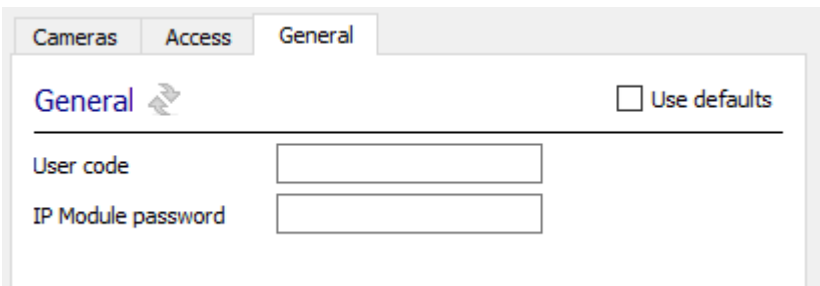 Cameras Access General
General Use defaults
User code
IP Module password